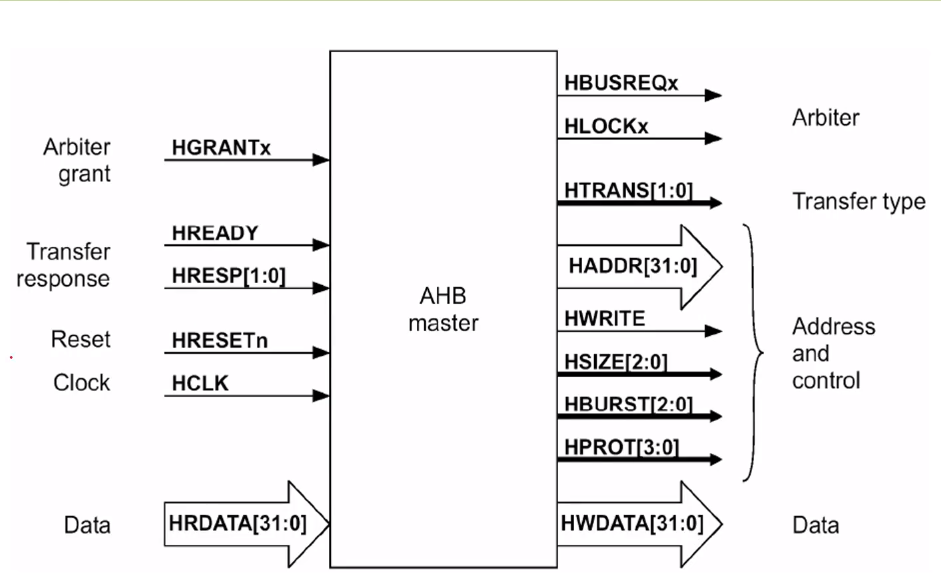 Arbiter
grant
HGRANTx
Transfer
response
HREADY
HRESP[1:0]
Reset
HRESETn
Clock
HCLK
Data
HRDATA[31:0]
AHB
master
HBUSREQx
HLOCKx
Arbiter
HTRANS[1:0]
Transfer type
HADDR[31:0]
HWRITE
HSIZE[2:0]
HBURST[2:0]
HPROT[3:0]
Address
and
control
HWDATA[31:0]
Data